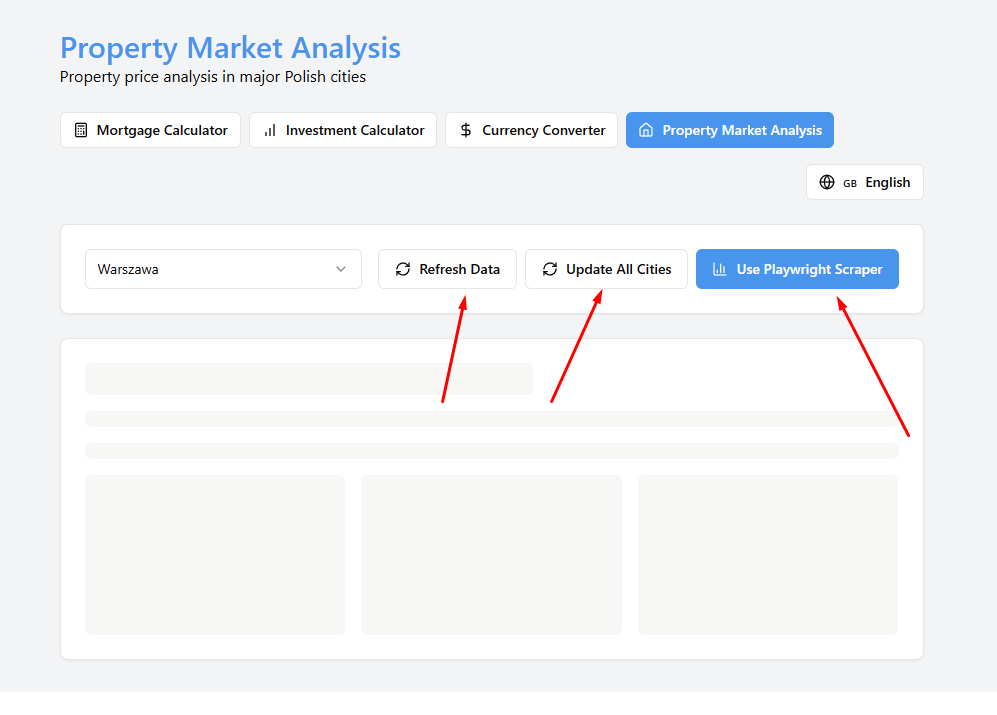 Property Market Analysis
Property price analysis in major Polish cities
Mortgage Calculator
Investment Calculator
Currency Converter
Property Market Analysis
GB English
Warszawa
Refresh Data
Update All Cities
Use Playwright Scraper